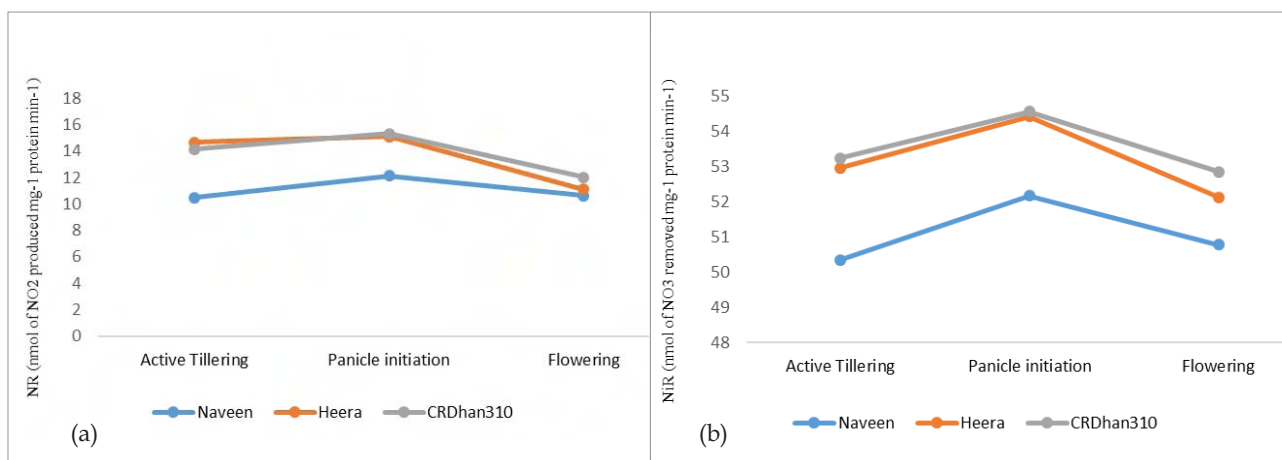 NR (nmol of NO2 produced mg-1 protein min-1)
18
16
14
12
10
8
6
4
2
0
Active Tillering Panicle initiation Flowering
Naveen Heera CRDhan310
(a)
NiR (nmol of NO3 removed mg-1 protein min-1)
55
54
53
52
51
50
49
48
Active Tillering Panicle initiation Flowering
Naveen Heera CRDhan310
(b)